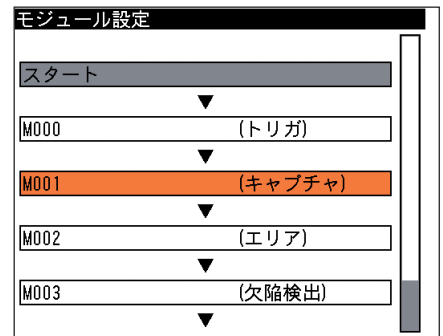 モジュール設定
スタート
▼
M000 (トリガ)
▼
M001 (キャプチャ)
▼
M002 (エリア)
▼
M003 (欠陥検出)
▼